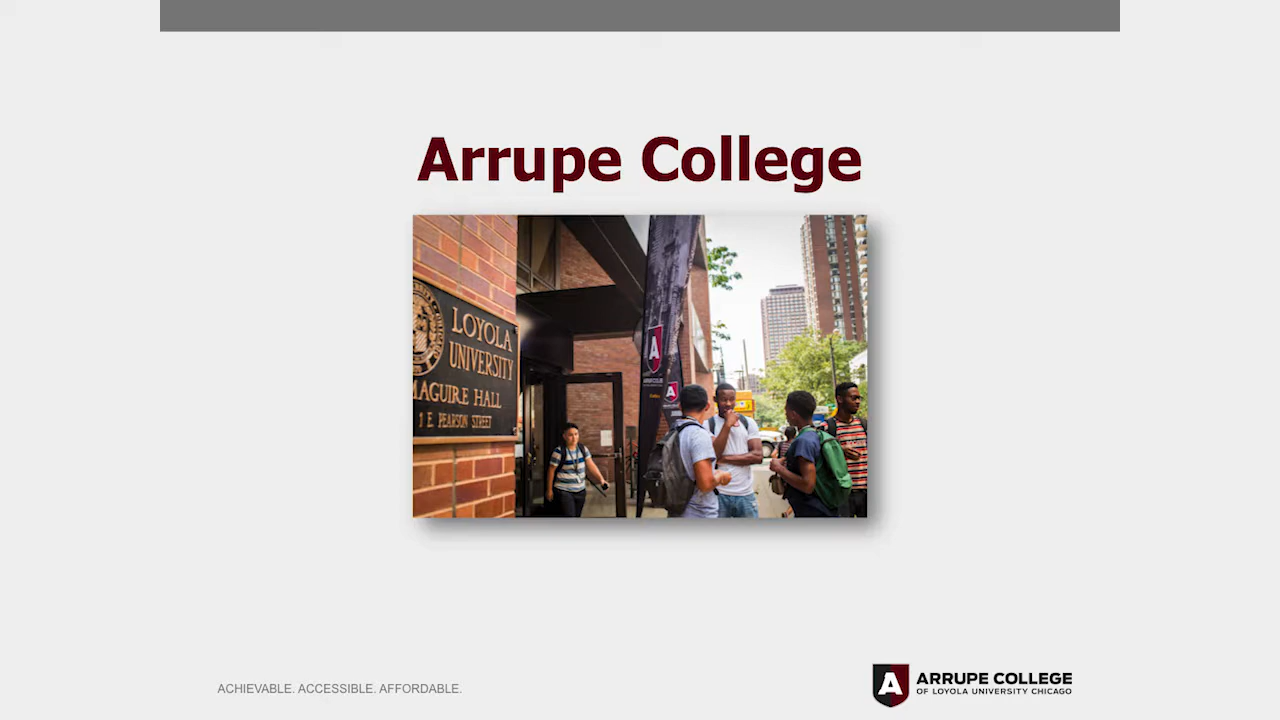 Arrupe College
LOYOLA
UNIVERSITY
MAGUIRE HALL
1 E PEARSON STREET
A
A
ACHIEVABLE. ACCESSIBLE. AFFORDABLE.
A
ARRUPE COLLEGE
OF LOYOLA UNIVERSITY CHICAGO